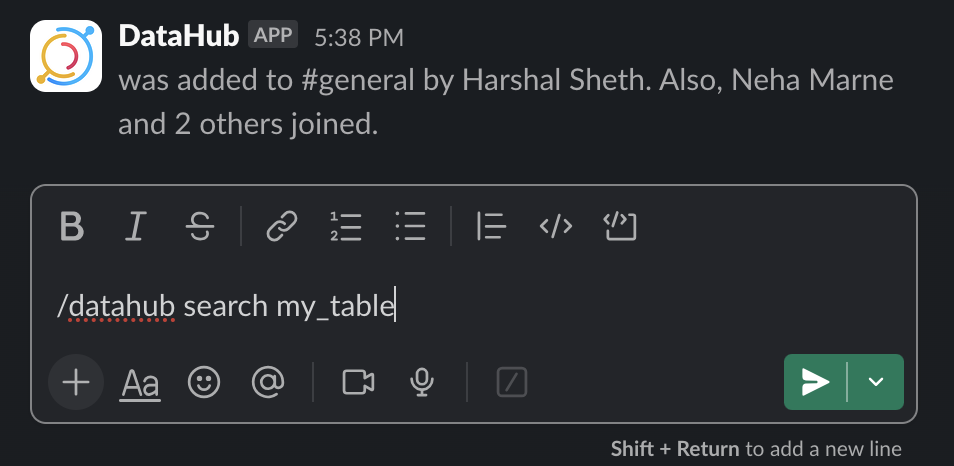 DataHub APP 5:38 PM
was added to #general by Harshal Sheth. Also, Neha Marne
and 2 others joined.
/datahub search my_table
Aa
Shift + Return to add a new line